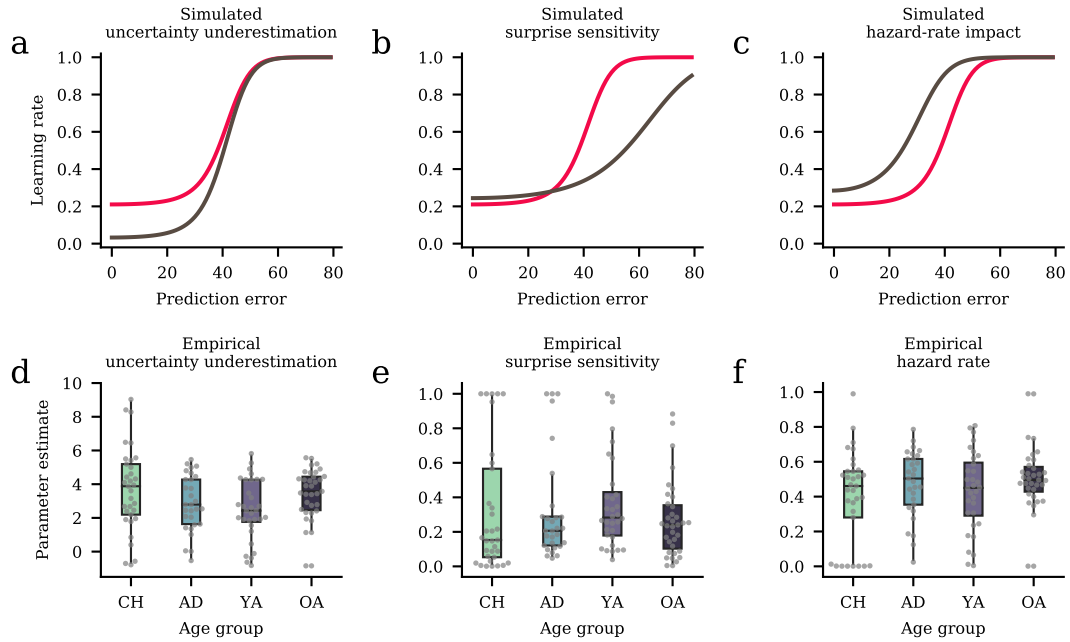 a
Simulated
uncertainty underestimation
Learning rate
1.0
0.8
0.6
0.4
0.2
0.0
0 20 40 60 80
Prediction error
b
Simulated
surprise sensitivity
1.0
0.8
0.6
0.4
0.2
0.0
0 20 40 60 80
Prediction error
c
Simulated
hazard-rate impact
1.0
0.8
0.6
0.4
0.2
0.0
0 20 40 60 80
Prediction error
d
Empirical
uncertainty underestimation
Parameter estimate
10
8
6
4
2
0
CH AD YA OA
Age group
e
Empirical
surprise sensitivity
1.0
0.8
0.6
0.4
0.2
0.0
CH AD YA OA
Age group
f
Empirical
hazard rate
1.0
0.8
0.6
0.4
0.2
0.0
CH AD YA OA
Age group